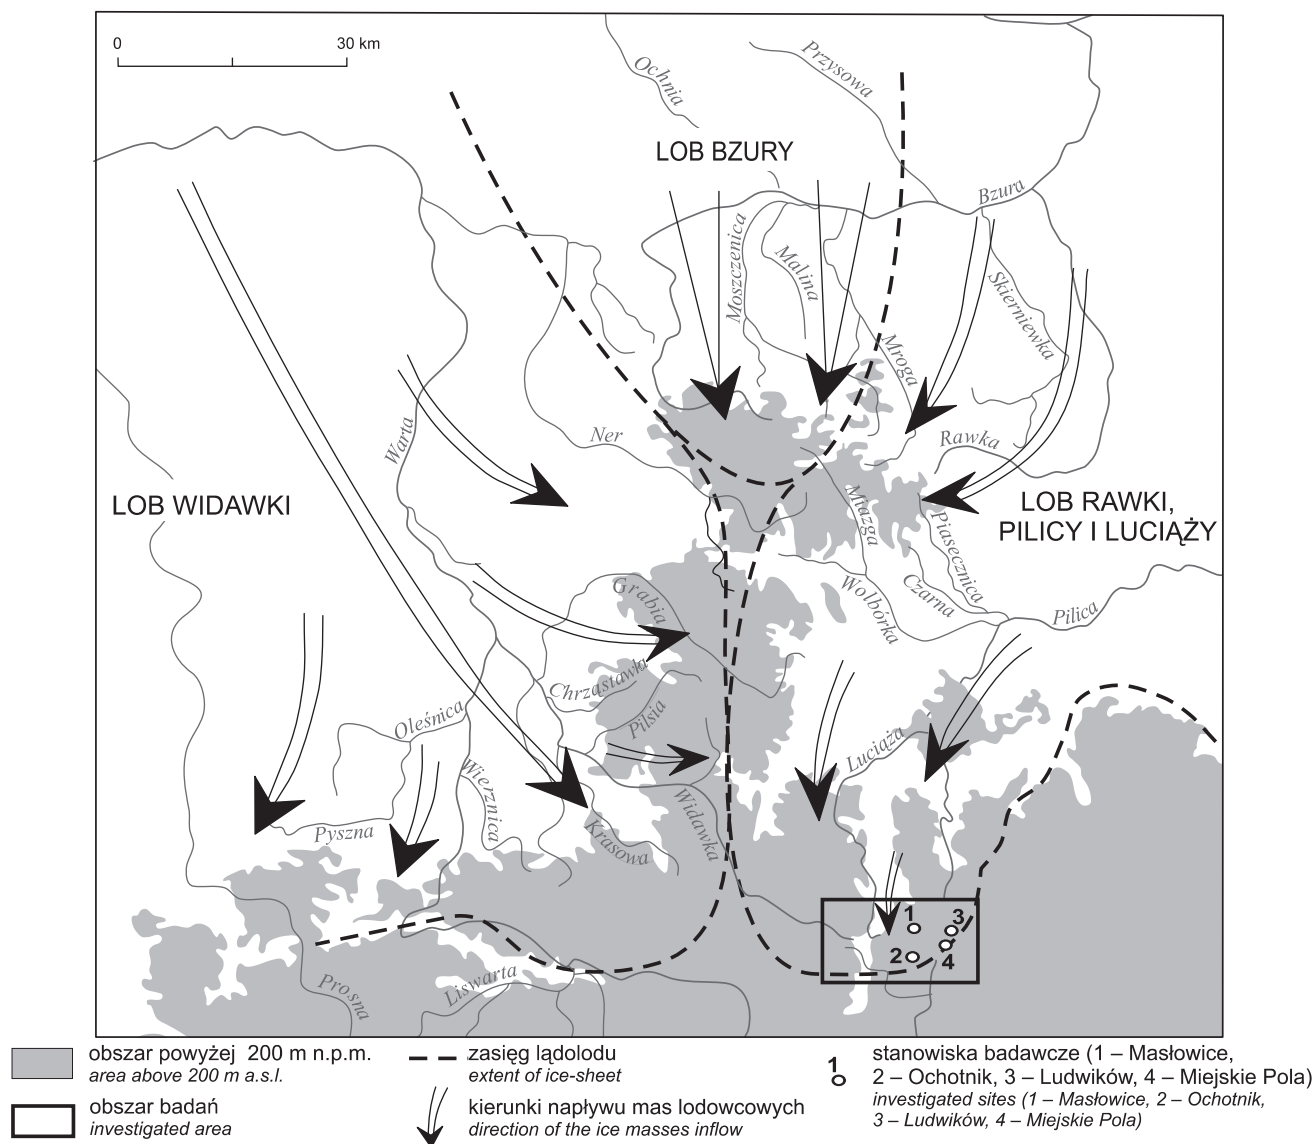 0 30 km
Ochnia
Przysowa
LOB BZURY
Bzura
Moszczenica
Malina
Skierniewka
Mroga
Warta
Ner
Rawka
LOB WIDAWKI
LOB RAWKI,
PILICY I LUCIĄŻY
Miazga
Piasecznica
Grabia
Wolbórka
Czarna
Pilica
Chrząstawka
Pilsia
Oleśnica
Luciąża
Wierznica
Widawka
Pyszna
Krasowa
1
3
2
4
Prosna
Liswarta
obszar powyżej 200 m n.p.m.
area above 200 m a.s.l.
obszar badań
investigated area
zasięg lądolodu
extent of ice-sheet
kierunki napływu mas lodowcowych
direction of the ice masses inflow
1
stanowiska badawcze (1 – Masłowice,
2 – Ochotnik, 3 – Ludwików, 4 – Miejskie Pola)
investigated sites (1 – Masłowice, 2 – Ochotnik,
3 – Ludwików, 4 – Miejskie Pola)